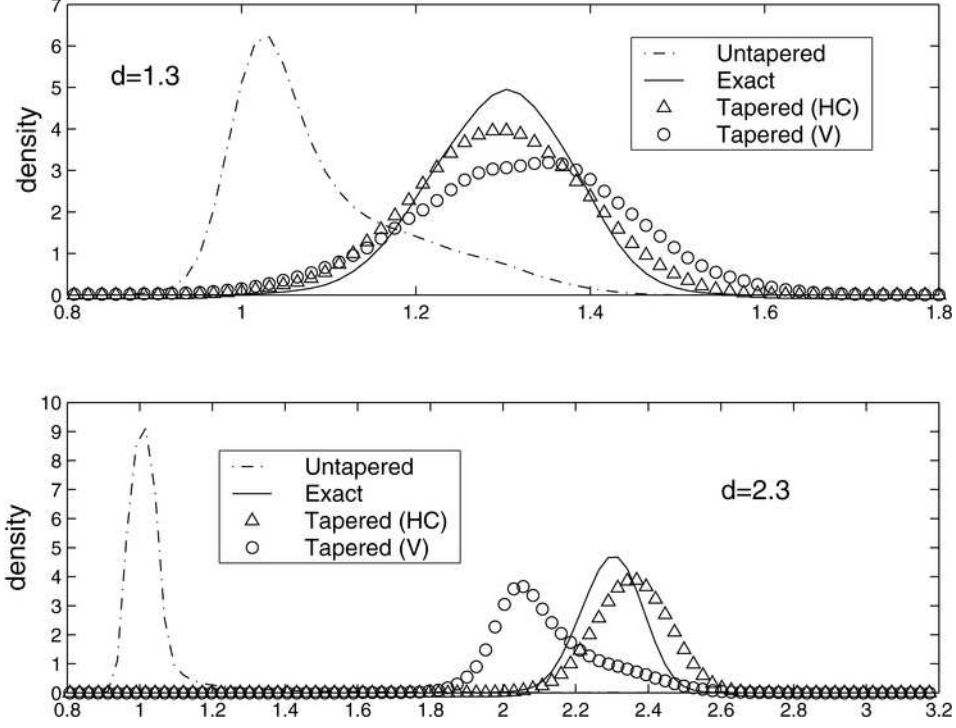 7
6
5
4
3
2
1
0
density
d=1.3
Untapered
Exact
Tapered (HC)
Tapered (V)
0.8 1 1.2 1.4 1.6 1.8
10
9
8
7
6
5
4
3
2
1
0
density
Untapered
Exact
Tapered (HC)
Tapered (V)
d=2.3
0.8 1 1.2 1.4 1.6 1.8 2 2.2 2.4 2.6 2.8 3 3.2